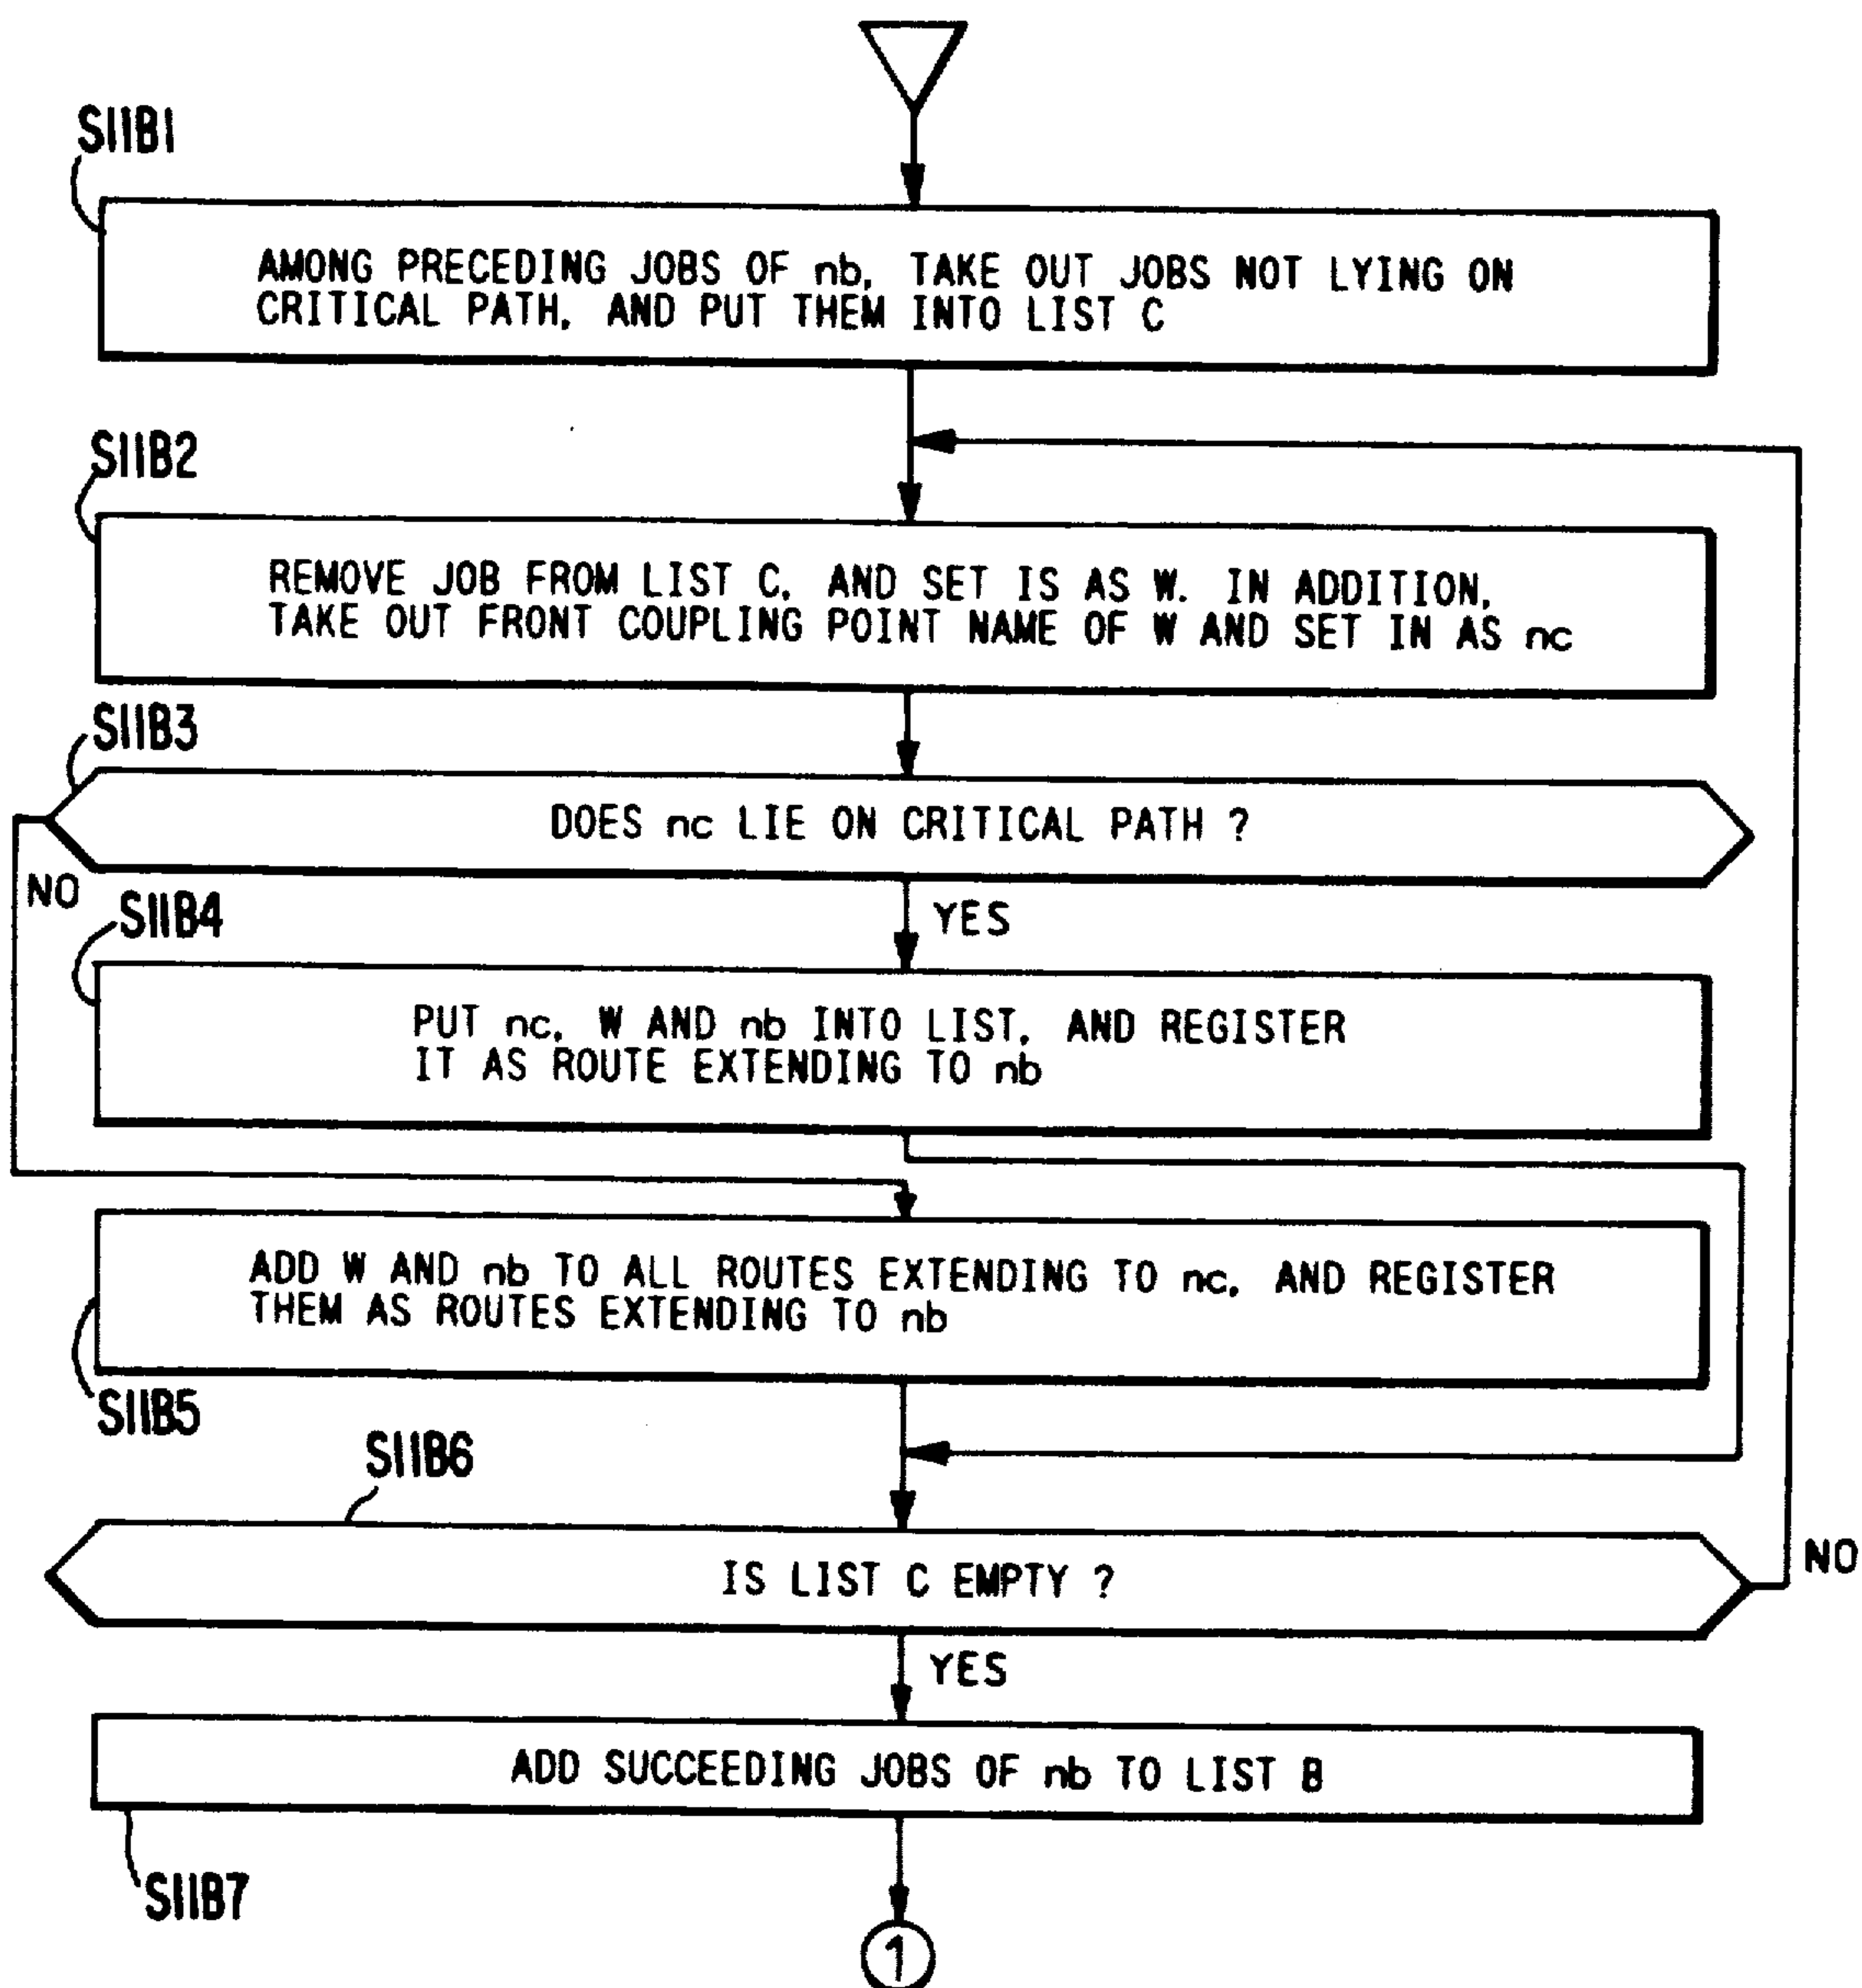 S11B1
AMONG PRECEDING JOBS OF nb, TAKE OUT JOBS NOT LYING ON
CRITICAL PATH, AND PUT THEM INTO LIST C
S11B2
REMOVE JOB FROM LIST C, AND SET IS AS W. IN ADDITION,
TAKE OUT FRONT COUPLING POINT NAME OF W AND SET IN AS nc
S11B3
DOES nc LIE ON CRITICAL PATH ?
NO
YES
S11B4
PUT nc, W AND nb INTO LIST, AND REGISTER
IT AS ROUTE EXTENDING TO nb
ADD W AND nb TO ALL ROUTES EXTENDING TO nc, AND REGISTER
THEM AS ROUTES EXTENDING TO nb
S11B5
S11B6
IS LIST C EMPTY ?
NO
YES
ADD SUCCEEDING JOBS OF nb TO LIST B
S11B7
1